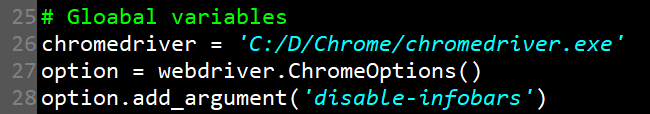 25 # Gloabal variables
26 chromedriver = 'C:/D/Chrome/chromedriver.exe'
27 option = webdriver.ChromeOptions()
28 option.add_argument('disable-infobars')